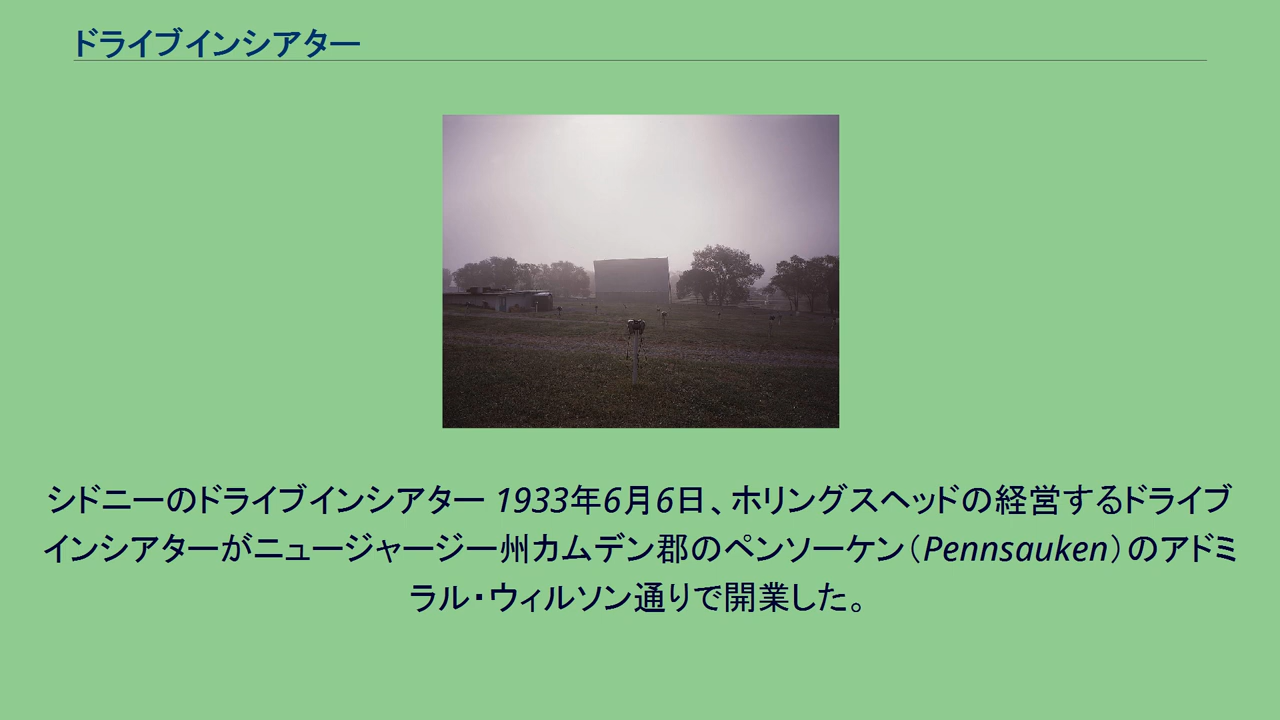 ドライブインシアター
シドニーのドライブインシアター 1933年6月6日、ホリングスヘッドの経営するドライブ
インシアターがニュージャージー州カムデン郡のペンソーケン（Pennsauken）のアドミ
ラル・ウィルソン通りで開業した。